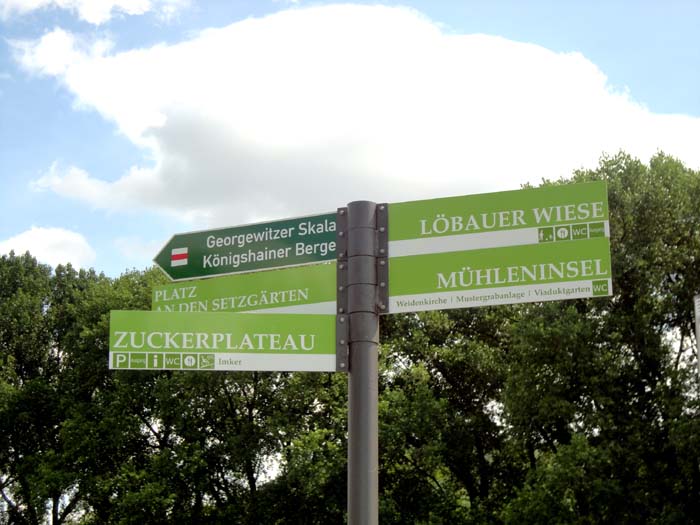 Georgewitzer Skala
Königshainer Berge
PLATZ
AN DEN SETZGÄRTEN
ZUCKERPLATEAU
P i WC Imker
LÖBAUER WIESE
WC
MÜHLENINSEL
Weidenkirche | Mustergrabanlage | Viaduktgarten WC